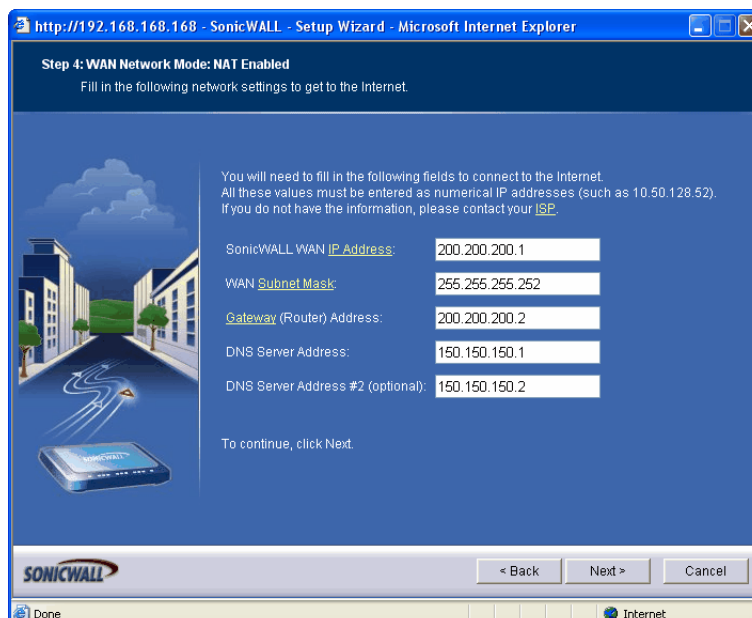 http://192.168.168.168 - SonicWALL - Setup Wizard - Microsoft Internet Explorer
Step 4: WAN Network Mode: NAT Enabled
Fill in the following network settings to get to the Internet.
You will need to fill in the following fields to connect to the Internet.
All these values must be entered as numerical IP addresses (such as 10.50.128.52).
If you do not have the information, please contact your ISP.
SonicWALL WAN IP Address: 200.200.200.1
WAN Subnet Mask: 255.255.255.252
Gateway (Router) Address: 200.200.200.2
DNS Server Address: 150.150.150.1
DNS Server Address #2 (optional): 150.150.150.2
To continue, click Next.
SONICWALL
SONICWALL
< Back
Next >
Cancel
Done
Internet